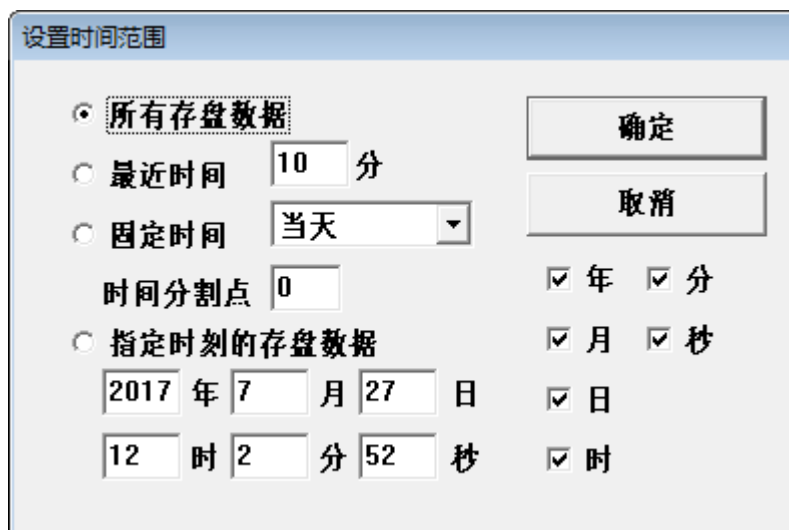 设置时间范围
所有存盘数据
确定
最近时间 10 分
取消
固定时间 当天
时间分割点 0
年 分
指定时刻的存盘数据
月 秒
2017 年 7 月 27 日
日
12 时 2 分 52 秒
时